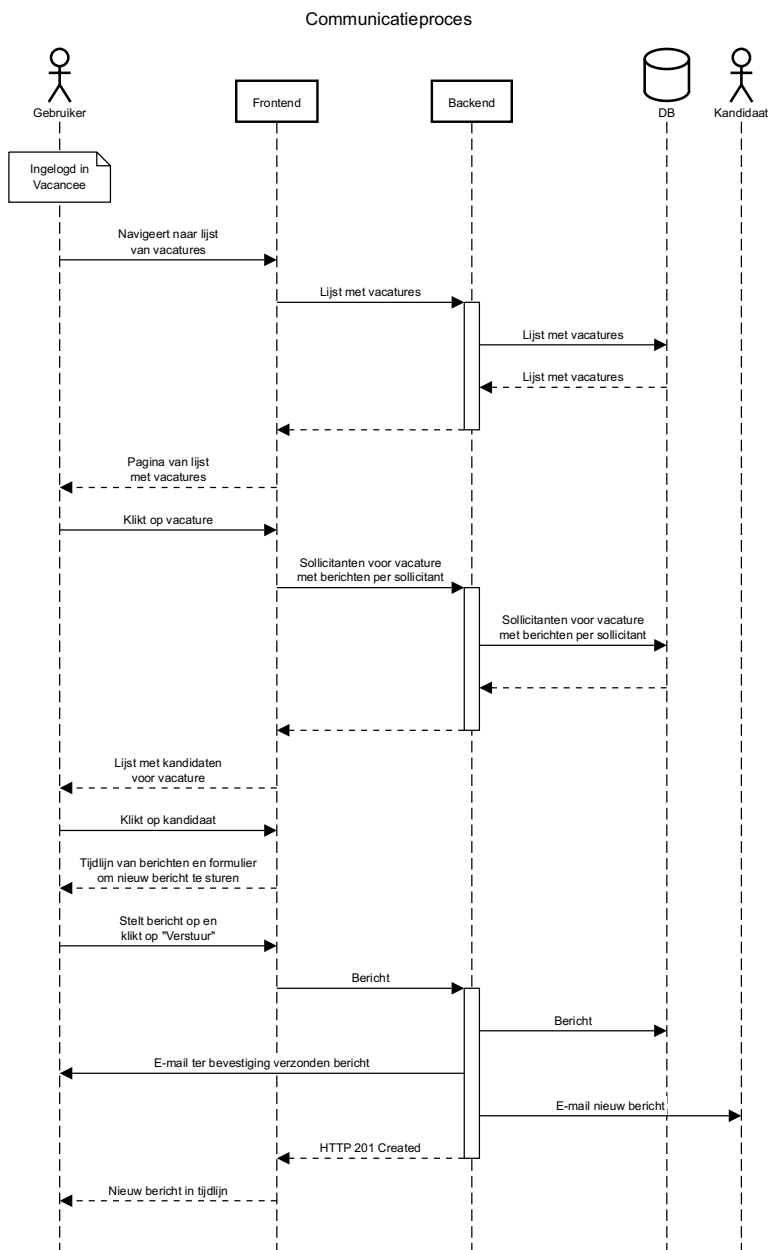 Communicatieproces
Gebruiker
Frontend
Backend
DB
Kandidaat
Ingelogd in
Vacancee
Navigeert naar lijst
van vacatures
Lijst met vacatures
Lijst met vacatures
Lijst met vacatures
Pagina van lijst
met vacatures
Klikt op vacature
Sollicitanten voor vacature
met berichten per sollicitant
Sollicitanten voor vacature
met berichten per sollicitant
Lijst met kandidaten
voor vacature
Klikt op kandidaat
Tijdlijn van berichten en formulier
om nieuw bericht te sturen
Stelt bericht op en
klikt op "Verstuur"
Bericht
Bericht
E-mail ter bevestiging verzonden bericht
E-mail nieuw bericht
HTTP 201 Created
Nieuw bericht in tijdlijn